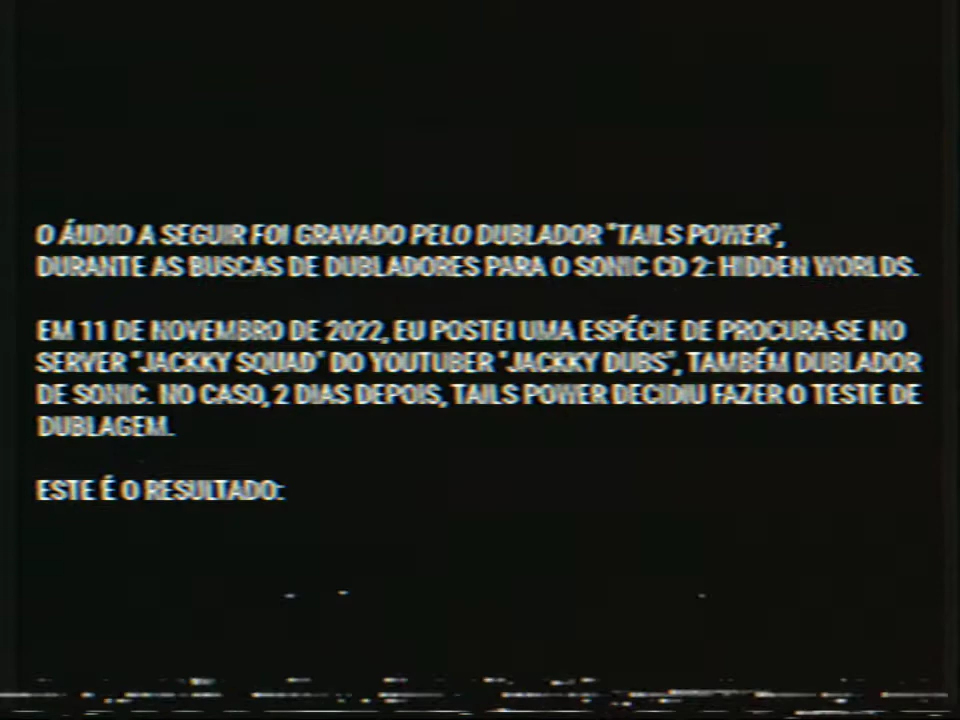 O ÁUDIO A SEGUIR FOI GRAVADO PELO DUBLADOR "TAILS POWER",
DURANTE AS BUSCAS DE DUBLADORES PARA O SONIC CD 2: HIDDEN WORLDS.
EM 11 DE NOVEMBRO DE 2022, EU POSTEI UMA ESPÉCIE DE PROCURA-SE NO
SERVER "JACKKY SQUAD" DO YOUTUBER "JACKKY DUBS", TAMBÉM DUBLADOR
DE SONIC. NO CASO, 2 DIAS DEPOIS, TAILS POWER DECIDIU FAZER O TESTE DE
DUBLAGEM.
ESTE É O RESULTADO: